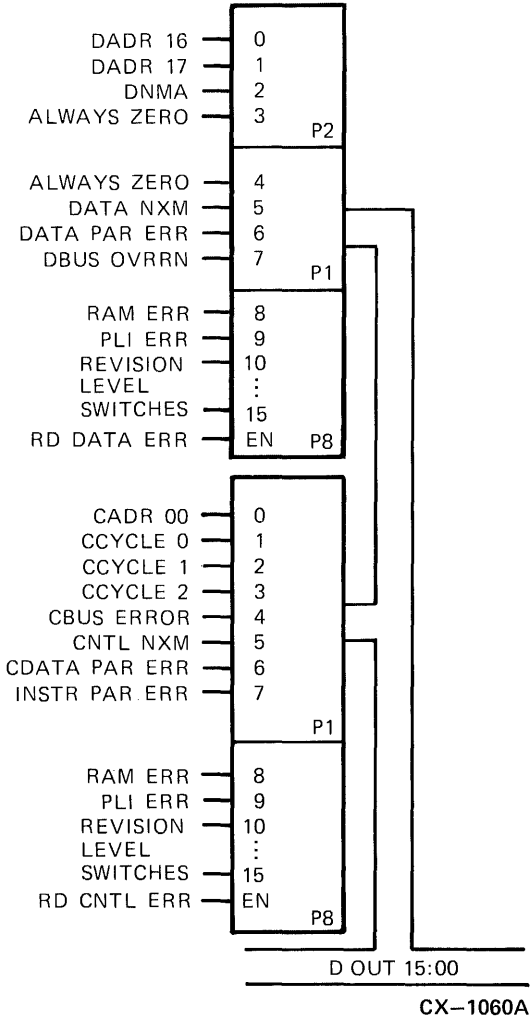 DADR 16 0
DADR 17 1
DNMA 2
ALWAYS ZERO 3
P2
ALWAYS ZERO 4
DATA NXM 5
DATA PAR ERR 6
DBUS OVRRN 7
P1
RAM ERR 8
PLI ERR 9
REVISION 10
LEVEL ⋮
SWITCHES 15
RD DATA ERR EN P8
CADR 00 0
CCYCLE 0 1
CCYCLE 1 2
CCYCLE 2 3
CBUS ERROR 4
CNTL NXM 5
CDATA PAR ERR 6
INSTR PAR ERR 7
P1
RAM ERR 8
PLI ERR 9
REVISION 10
LEVEL ⋮
SWITCHES 15
RD CNTL ERR EN
P8
D OUT 15:00
CX–1060A